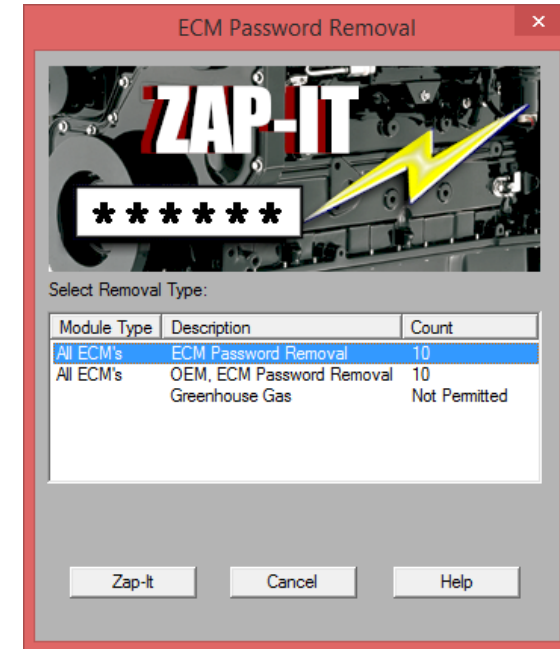 ECM Password Removal
×
ZAP-IT
******
Select Removal Type:
Module Type Description Count
All ECM's ECM Password Removal 10
All ECM's OEM, ECM Password Removal 10
Greenhouse Gas Not Permitted
Zap-It Cancel Help